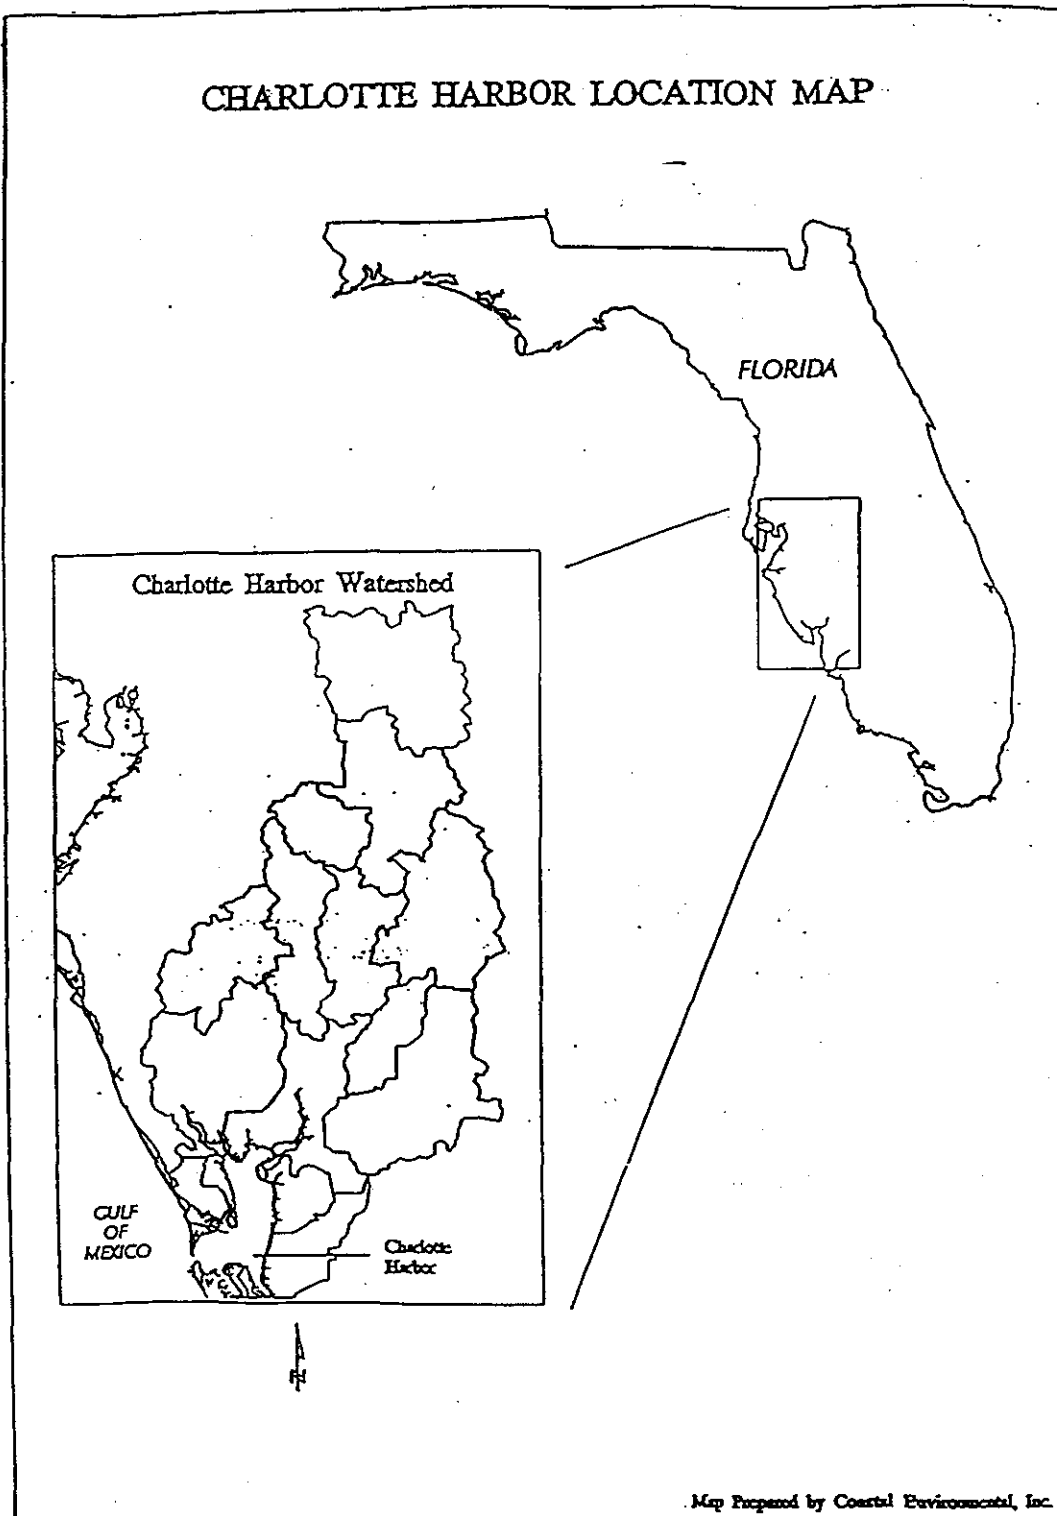 CHARLOTTE HARBOR LOCATION MAP
FLORIDA
Charlotte Harbor Watershed
GULF
OF
MEXICO
Charlotte
Harbor
N
Map Prepared by Coastal Environmental, Inc.